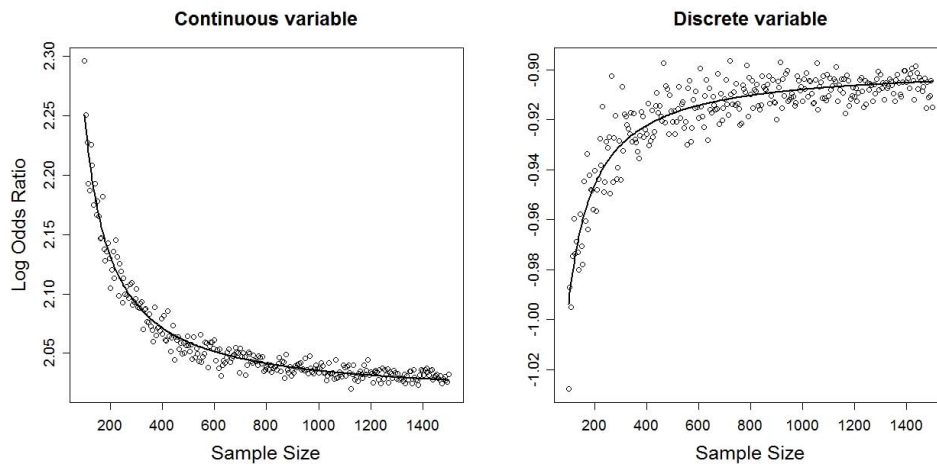 Continuous variable
Log Odds Ratio
2.30
2.25
2.20
2.15
2.10
2.05
200 400 600 800 1000 1200 1400
Sample Size
Discrete variable
-0.90
-0.92
-0.94
-0.96
-0.98
-1.00
-1.02
200 400 600 800 1000 1200 1400
Sample Size